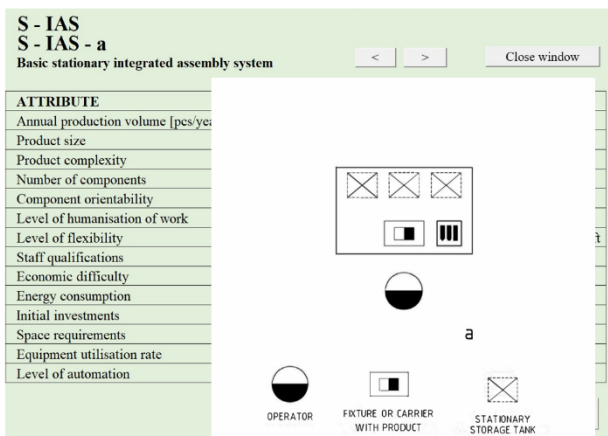 S - IAS
S - IAS - a
Basic stationary integrated assembly system
< > Close window
ATTRIBUTE
Annual production volume [pcs/yea
Product size
Product complexity
Number of components
Component orientability
Level of humanisation of work
Level of flexibility
Staff qualifications
Economic difficulty
Energy consumption
Initial investments
Space requirements
Equipment utilisation rate
Level of automation
a
OPERATOR
FIXTURE OR CARRIER
WITH PRODUCT
STATIONARY
STORAGE TANK